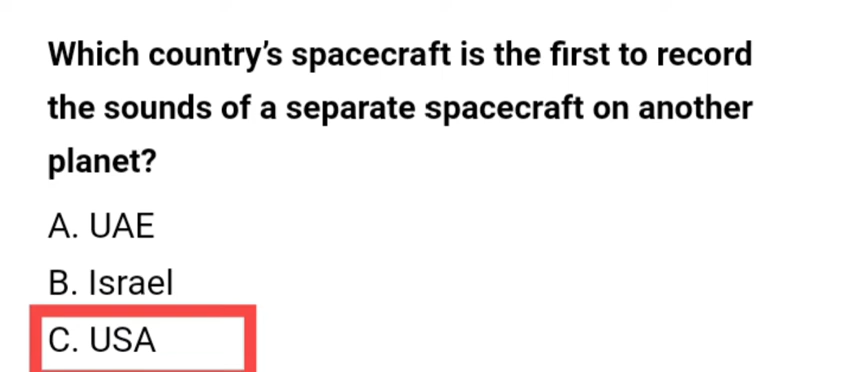 Which country’s spacecraft is the first to record
the sounds of a separate spacecraft on another
planet?
A. UAE
B. Israel
C. USA